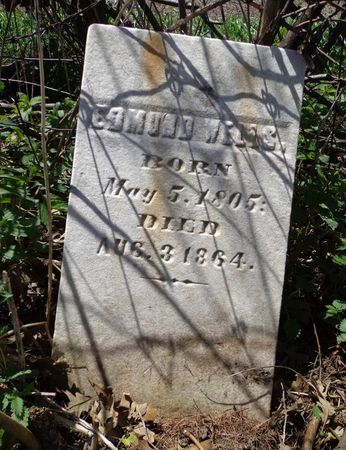 EDMUND
BORN
May 5. 1805:
DIED
AUG. 3 1864.